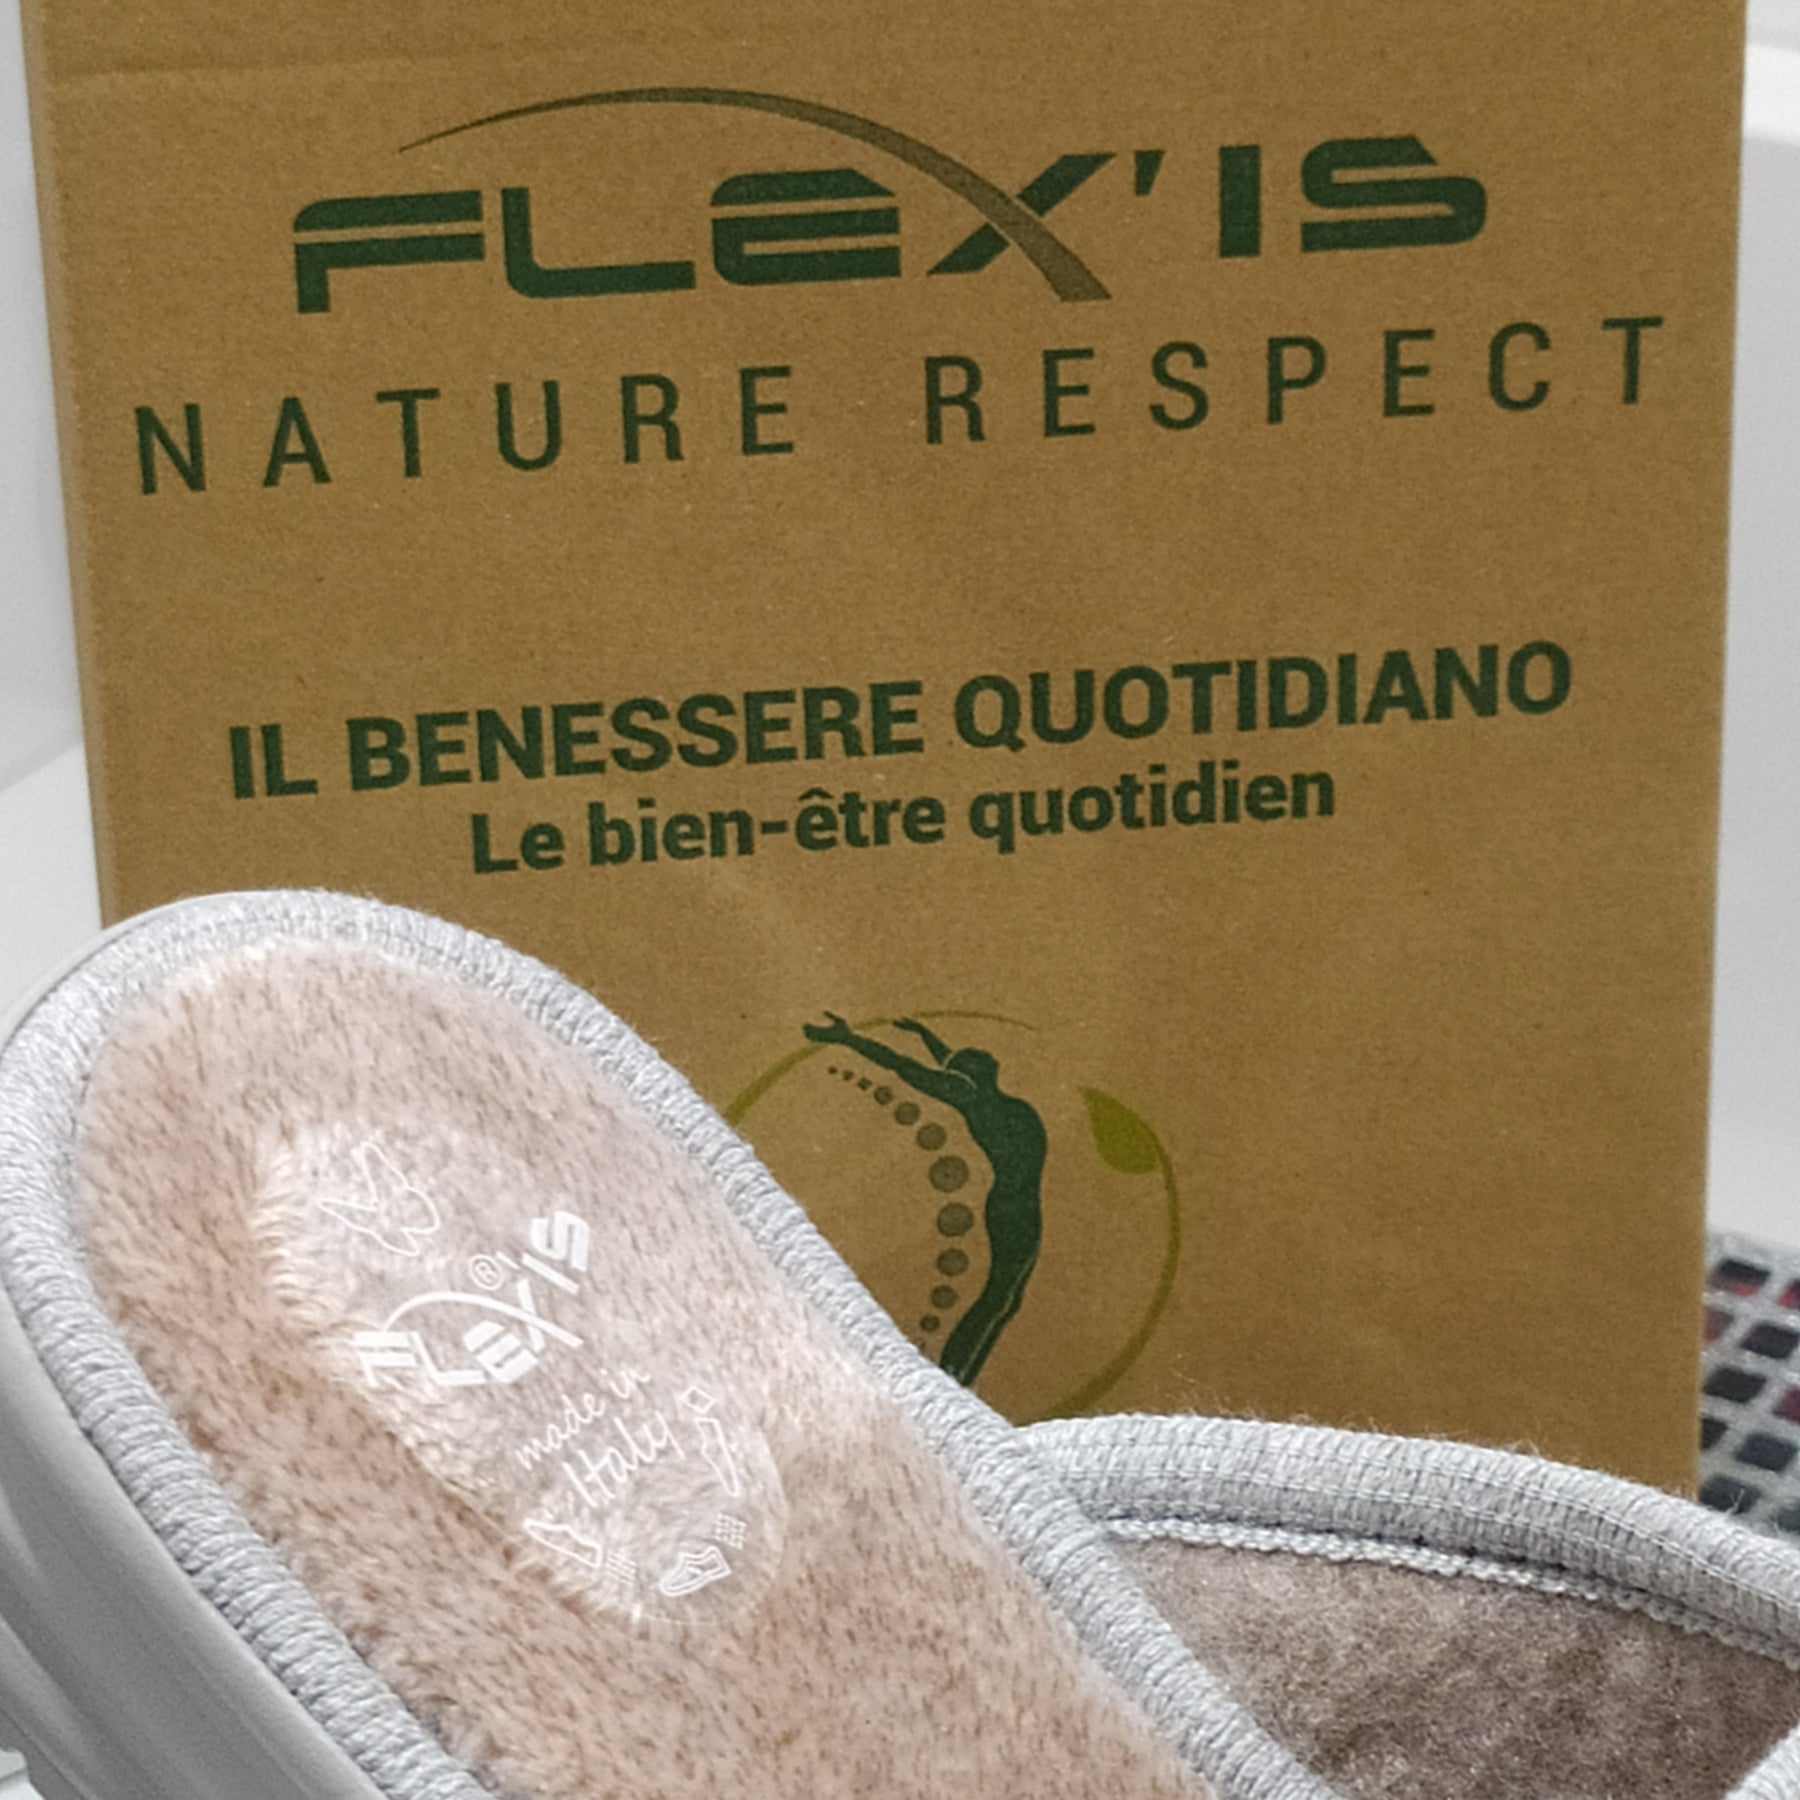 FLEX'IS
NATURE RESPECT
IL BENESSERE QUOTIDIANO
Le bien-être quotidien
FLEX'IS®
made in
Italy